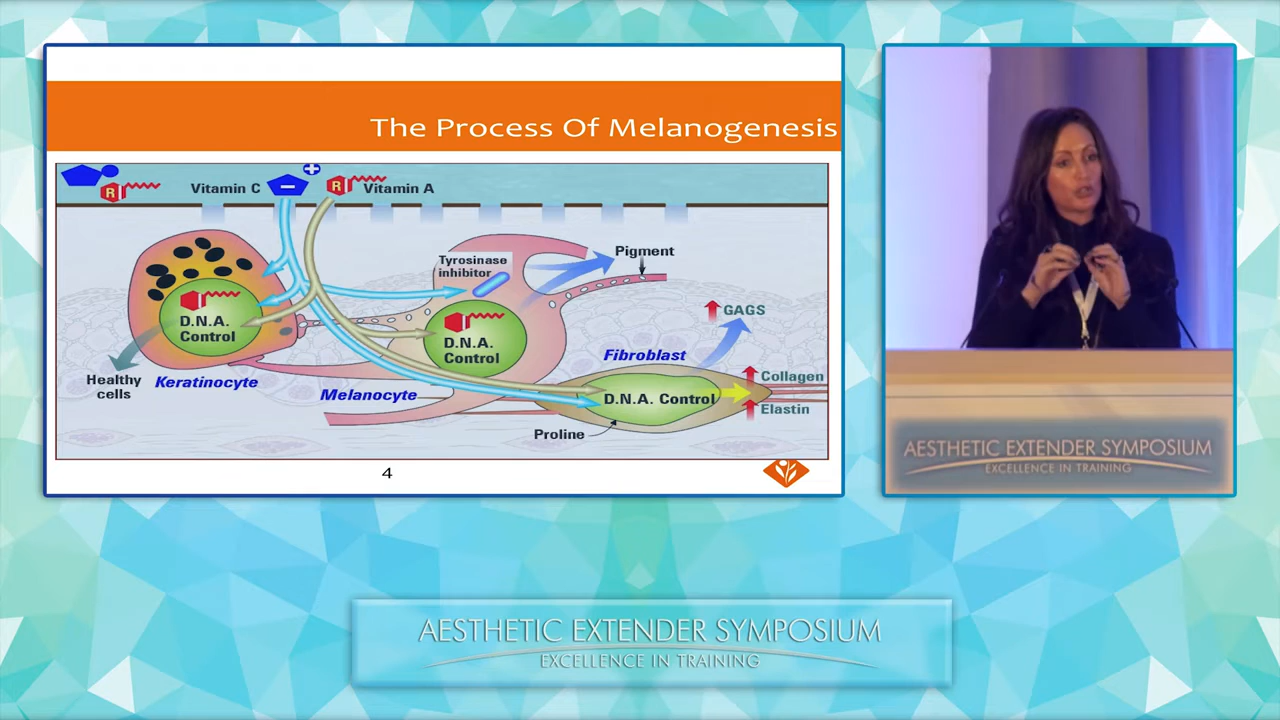 The Process Of Melanogenesis
R
Vitamin C
R
Vitamin A
Tyrosinase
inhibitor
Pigment
D.N.A.
Control
D.N.A.
Control
GAGS
Healthy
cells
Keratinocyte
Melanocyte
Fibroblast
D.N.A. Control
Collagen
Elastin
Proline
4
AESTHETIC EXTENDER SYMPOSIUM
EXCELLENCE IN TRAINING
AESTHETIC EXTENDER SYMPOSIUM
EXCELLENCE IN TRAINING